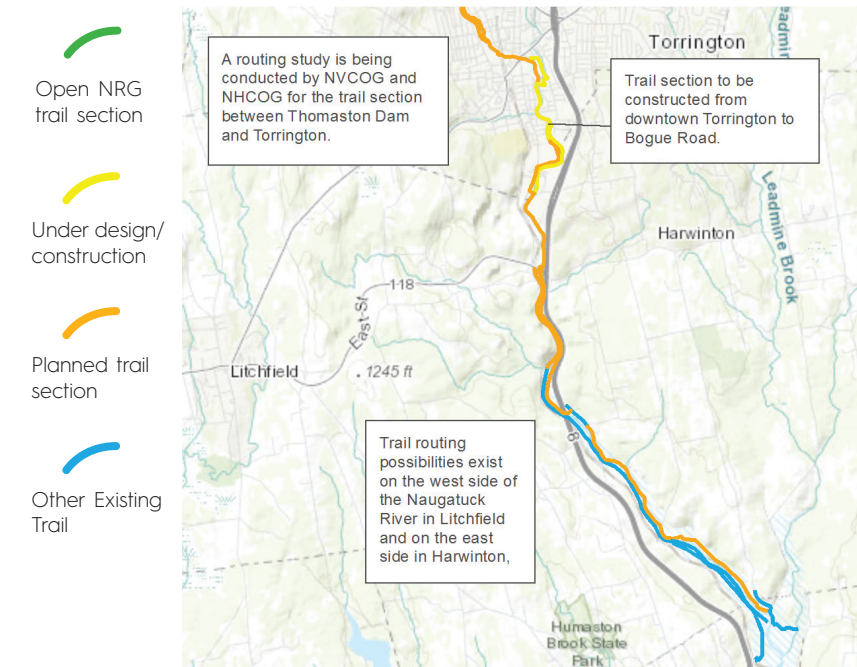 Open NRG
trail section
Under design/
construction
Planned trail
section
Other Existing
Trail
A routing study is being
conducted by NVCOG and
NHCOG for the trail section
between Thomaston Dam
and Torrington.
Torrington
Trail section to be
constructed from
downtown Torrington to
Bogue Road.
Leadmine
Leadmine Brook
Harwinton
118
East St
Litchfield
1245 ft
8
Trail routing
possibilities exist
on the west side of
the Naugatuck
River in Litchfield
and on the east
side in Harwinton,
Humaston
Brook State
Park